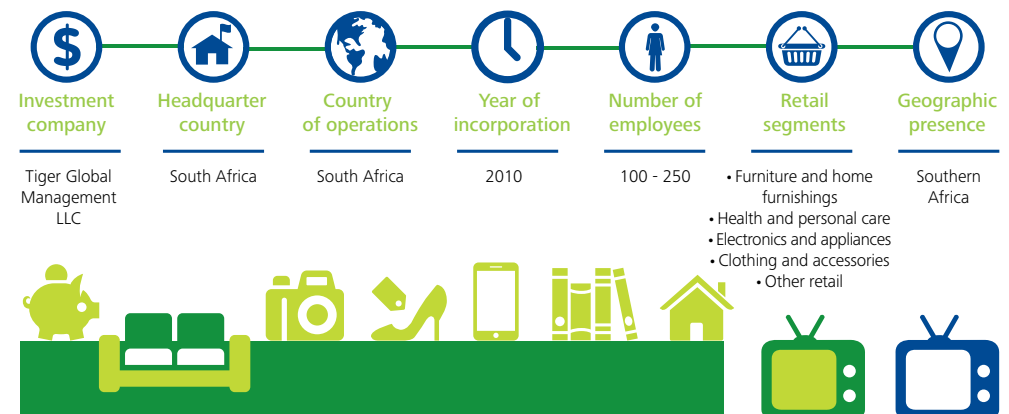 $
Investment
company
Tiger Global
Management
LLC
Headquarter
country
South Africa
Country
of operations
South Africa
Year of
incorporation
2010
Number of
employees
100 - 250
Retail
segments
• Furniture and home
furnishings
• Health and personal care
• Electronics and appliances
• Clothing and accessories
• Other retail
Geographic
presence
Southern
Africa